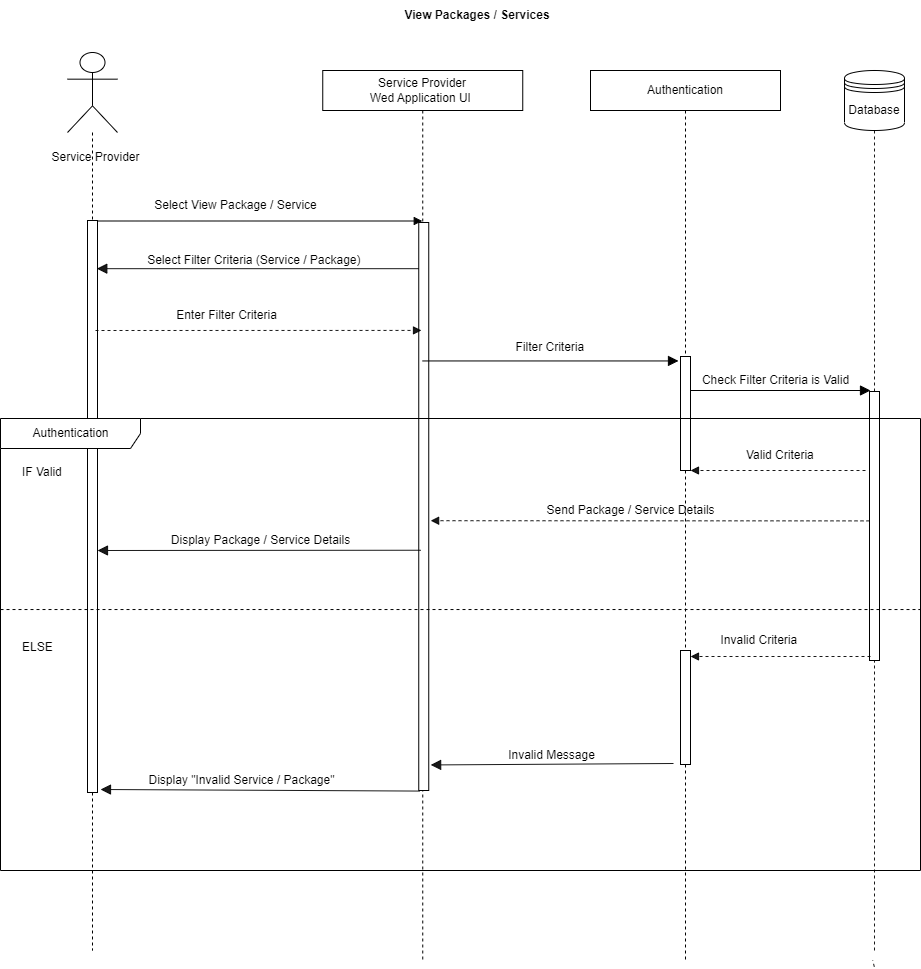 View Packages / Services
Service Provider
Wed Application UI
Authentication
Database
Service Provider
Select View Package / Service
Select Filter Criteria (Service / Package)
Enter Filter Criteria
Filter Criteria
Check Filter Criteria is Valid
Authentication
Valid Criteria
IF Valid
Send Package / Service Details
Display Package / Service Details
Invalid Criteria
ELSE
Invalid Message
Display "Invalid Service / Package"